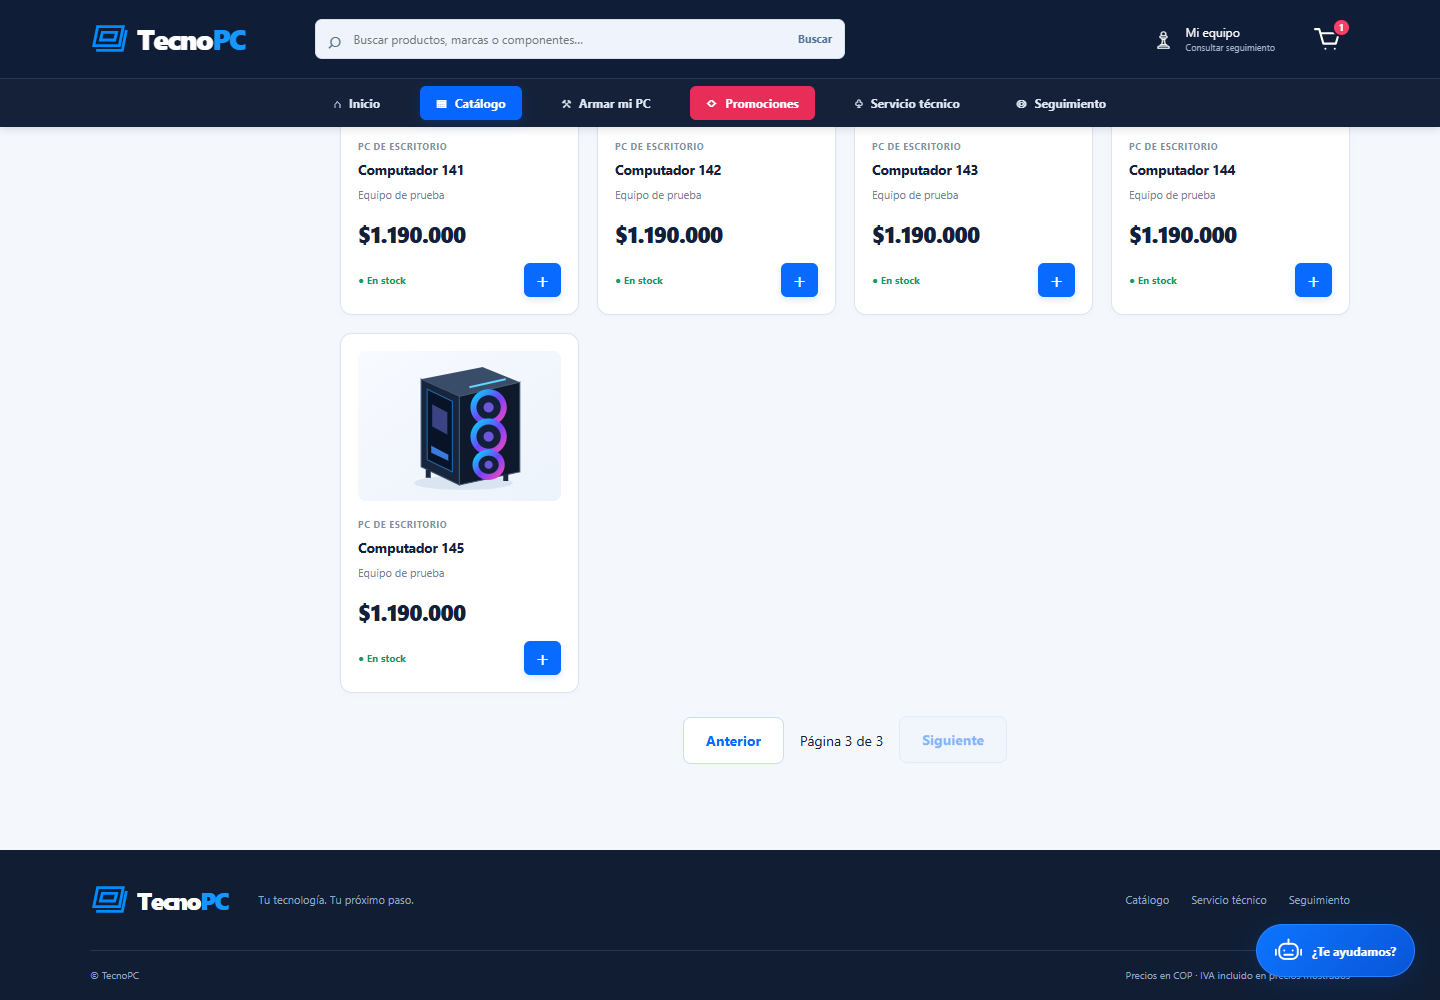 TecnoPC
Buscar productos, marcas o componentes...
Buscar
Mi equipo
Consultar seguimiento
1
Inicio
Catálogo
Armar mi PC
Promociones
Servicio técnico
Seguimiento
PC DE ESCRITORIO
Computador 141
Equipo de prueba
$1.190.000
En stock
+
PC DE ESCRITORIO
Computador 142
Equipo de prueba
$1.190.000
En stock
+
PC DE ESCRITORIO
Computador 143
Equipo de prueba
$1.190.000
En stock
+
PC DE ESCRITORIO
Computador 144
Equipo de prueba
$1.190.000
En stock
+
PC DE ESCRITORIO
Computador 145
Equipo de prueba
$1.190.000
En stock
+
Anterior
Página 3 de 3
Siguiente
TecnoPC
Tu tecnología. Tu próximo paso.
Catálogo
Servicio técnico
Seguimiento
¿Te ayudamos?
© TecnoPC
Precios en COP · IVA incluido en precios mostrados